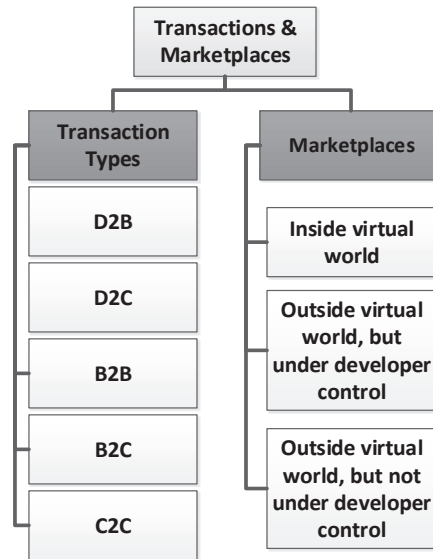 Transactions &
Marketplaces
Transaction
Types
D2B
D2C
B2B
B2C
C2C
Marketplaces
Inside virtual
world
Outside virtual
world, but
under developer
control
Outside virtual
world, but not
under developer
control